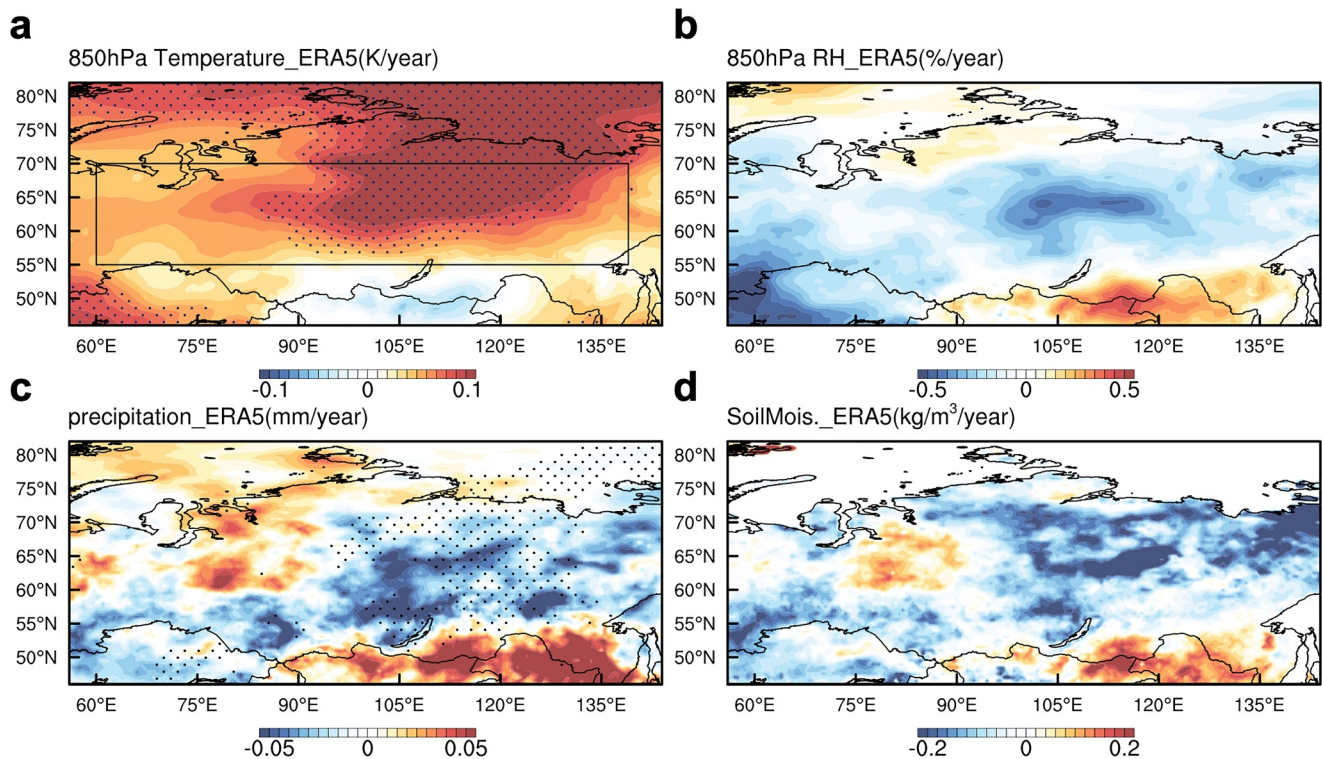 a
850hPa Temperature_ERA5(K/year)
80°N
75°N
70°N
65°N
60°N
55°N
50°N
60°E 75°E 90°E 105°E 120°E 135°E
-0.1 0 0.1
b
850hPa RH_ERA5(%/year)
80°N
75°N
70°N
65°N
60°N
55°N
50°N
60°E 75°E 90°E 105°E 120°E 135°E
-0.5 0 0.5
c
precipitation_ERA5(mm/year)
80°N
75°N
70°N
65°N
60°N
55°N
50°N
60°E 75°E 90°E 105°E 120°E 135°E
-0.05 0 0.05
d
SoilMois._ERA5(kg/m³/year)
80°N
75°N
70°N
65°N
60°N
55°N
50°N
60°E 75°E 90°E 105°E 120°E 135°E
-0.2 0 0.2